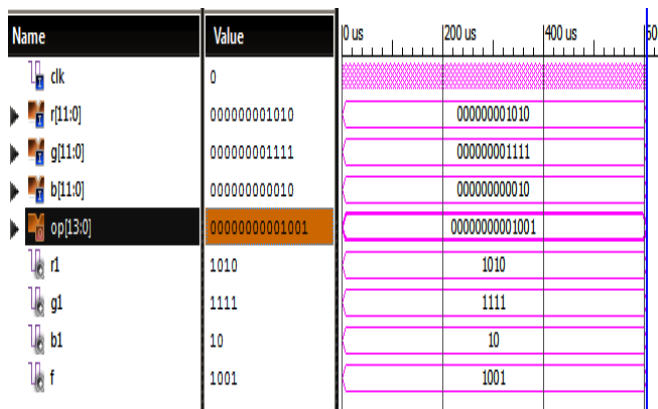 Name Value 0 us 200 us 400 us 60
clk 0
r[11:0] 000000001010 000000001010
g[11:0] 000000001111 000000001111
b[11:0] 000000000010 000000000010
op[13:0] 00000000001001 00000000001001
r1 1010 1010
g1 1111 1111
b1 10 10
f 1001 1001